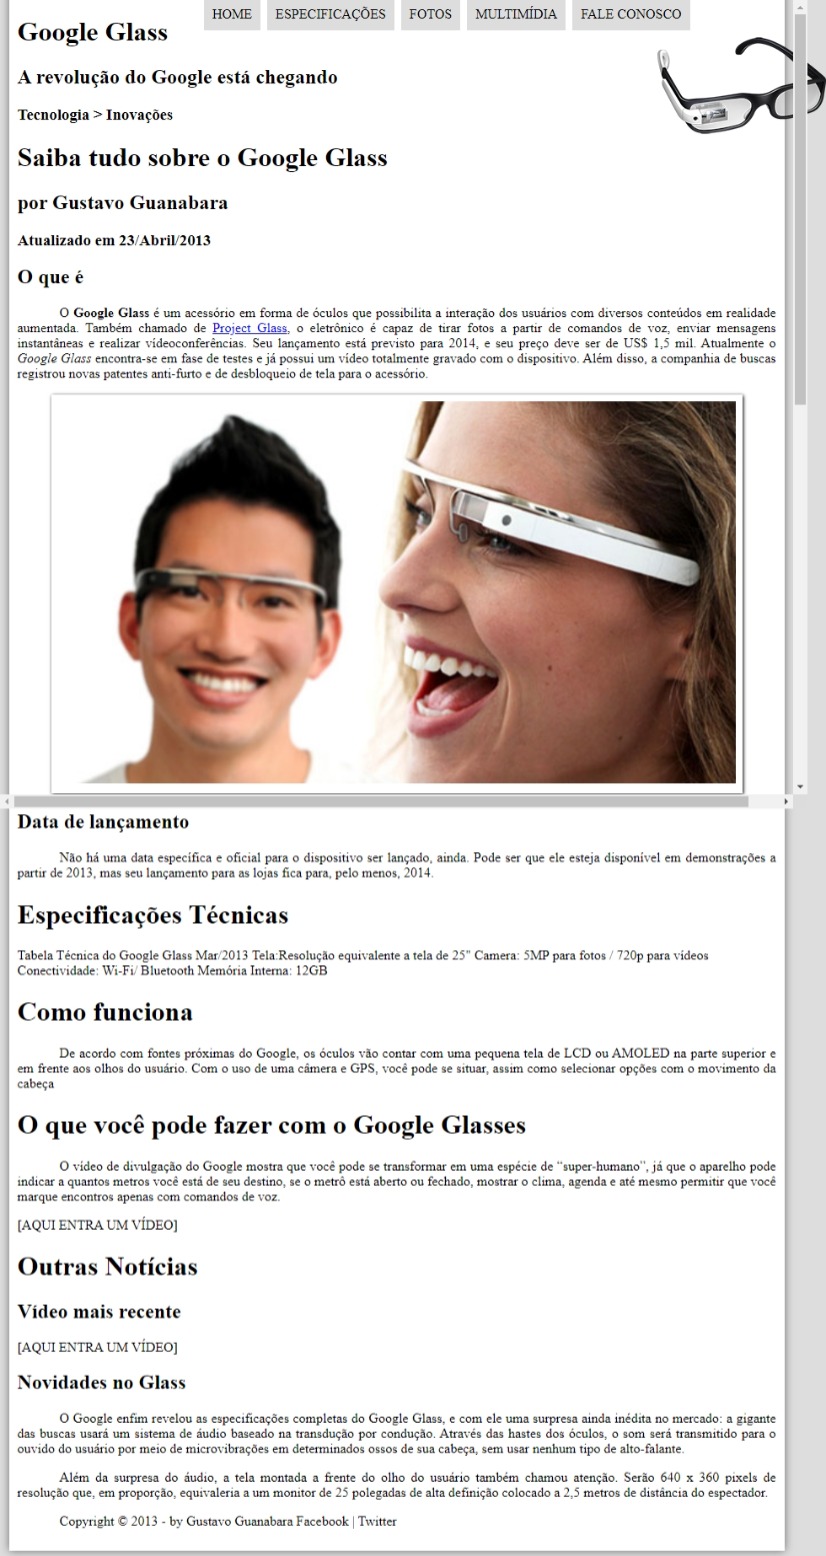 HOME ESPECIFICAÇÕES FOTOS MULTIMÍDIA FALE CONOSCO
Google Glass
A revolução do Google está chegando
Tecnologia > Inovações
Saiba tudo sobre o Google Glass
por Gustavo Guanabara
Atualizado em 23/Abril/2013
O que é
O Google Glass é um acessório em forma de óculos que possibilita a interação dos usuários com diversos conteúdos em realidade
aumentada. Também chamado de Project Glass, o eletrônico é capaz de tirar fotos a partir de comandos de voz, enviar mensagens
instantâneas e realizar vídeoconferências. Seu lançamento está previsto para 2014, e seu preço deve ser de US$ 1,5 mil. Atualmente o
Google Glass encontra-se em fase de testes e já possui um vídeo totalmente gravado com o dispositivo. Além disso, a companhia de buscas
registrou novas patentes anti-furto e de desbloqueio de tela para o acessório.
Data de lançamento
Não há uma data específica e oficial para o dispositivo ser lançado, ainda. Pode ser que ele esteja disponível em demonstrações a
partir de 2013, mas seu lançamento para as lojas fica para, pelo menos, 2014.
Especificações Técnicas
Tabela Técnica do Google Glass Mar/2013 Tela:Resolução equivalente a tela de 25" Camera: 5MP para fotos / 720p para vídeos
Conectividade: Wi-Fi/ Bluetooth Memória Interna: 12GB
Como funciona
De acordo com fontes próximas do Google, os óculos vão contar com uma pequena tela de LCD ou AMOLED na parte superior e
em frente aos olhos do usuário. Com o uso de uma câmera e GPS, você pode se situar, assim como selecionar opções com o movimento da
cabeça
O que você pode fazer com o Google Glasses
O vídeo de divulgação do Google mostra que você pode se transformar em uma espécie de "super-humano", já que o aparelho pode
indicar a quantos metros você está de seu destino, se o metrô está aberto ou fechado, mostrar o clima, agenda e até mesmo permitir que você
marque encontros apenas com comandos de voz.
[AQUI ENTRA UM VÍDEO]
Outras Notícias
Vídeo mais recente
[AQUI ENTRA UM VÍDEO]
Novidades no Glass
O Google enfim revelou as especificações completas do Google Glass, e com ele uma surpresa ainda inédita no mercado: a gigante
das buscas usará um sistema de áudio baseado na transdução por condução. Através das hastes dos óculos, o som será transmitido para o
ouvido do usuário por meio de microvibrações em determinados ossos de sua cabeça, sem usar nenhum tipo de alto-falante.
Além da surpresa do áudio, a tela montada a frente do olho do usuário também chamou atenção. Serão 640 x 360 pixels de
resolução que, em proporção, equivaleria a um monitor de 25 polegadas de alta definição colocado a 2,5 metros de distância do espectador.
Copyright © 2013 - by Gustavo Guanabara Facebook | Twitter